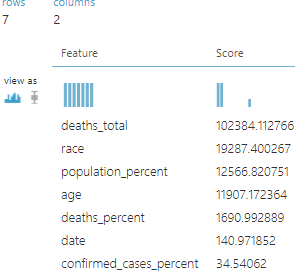 rows columns
7 2
Feature Score
view as
deaths_total 102384.112766
race 19287.400267
population_percent 12566.820751
age 11907.172364
deaths_percent 1690.992889
date 140.971852
confirmed_cases_percent 34.54062